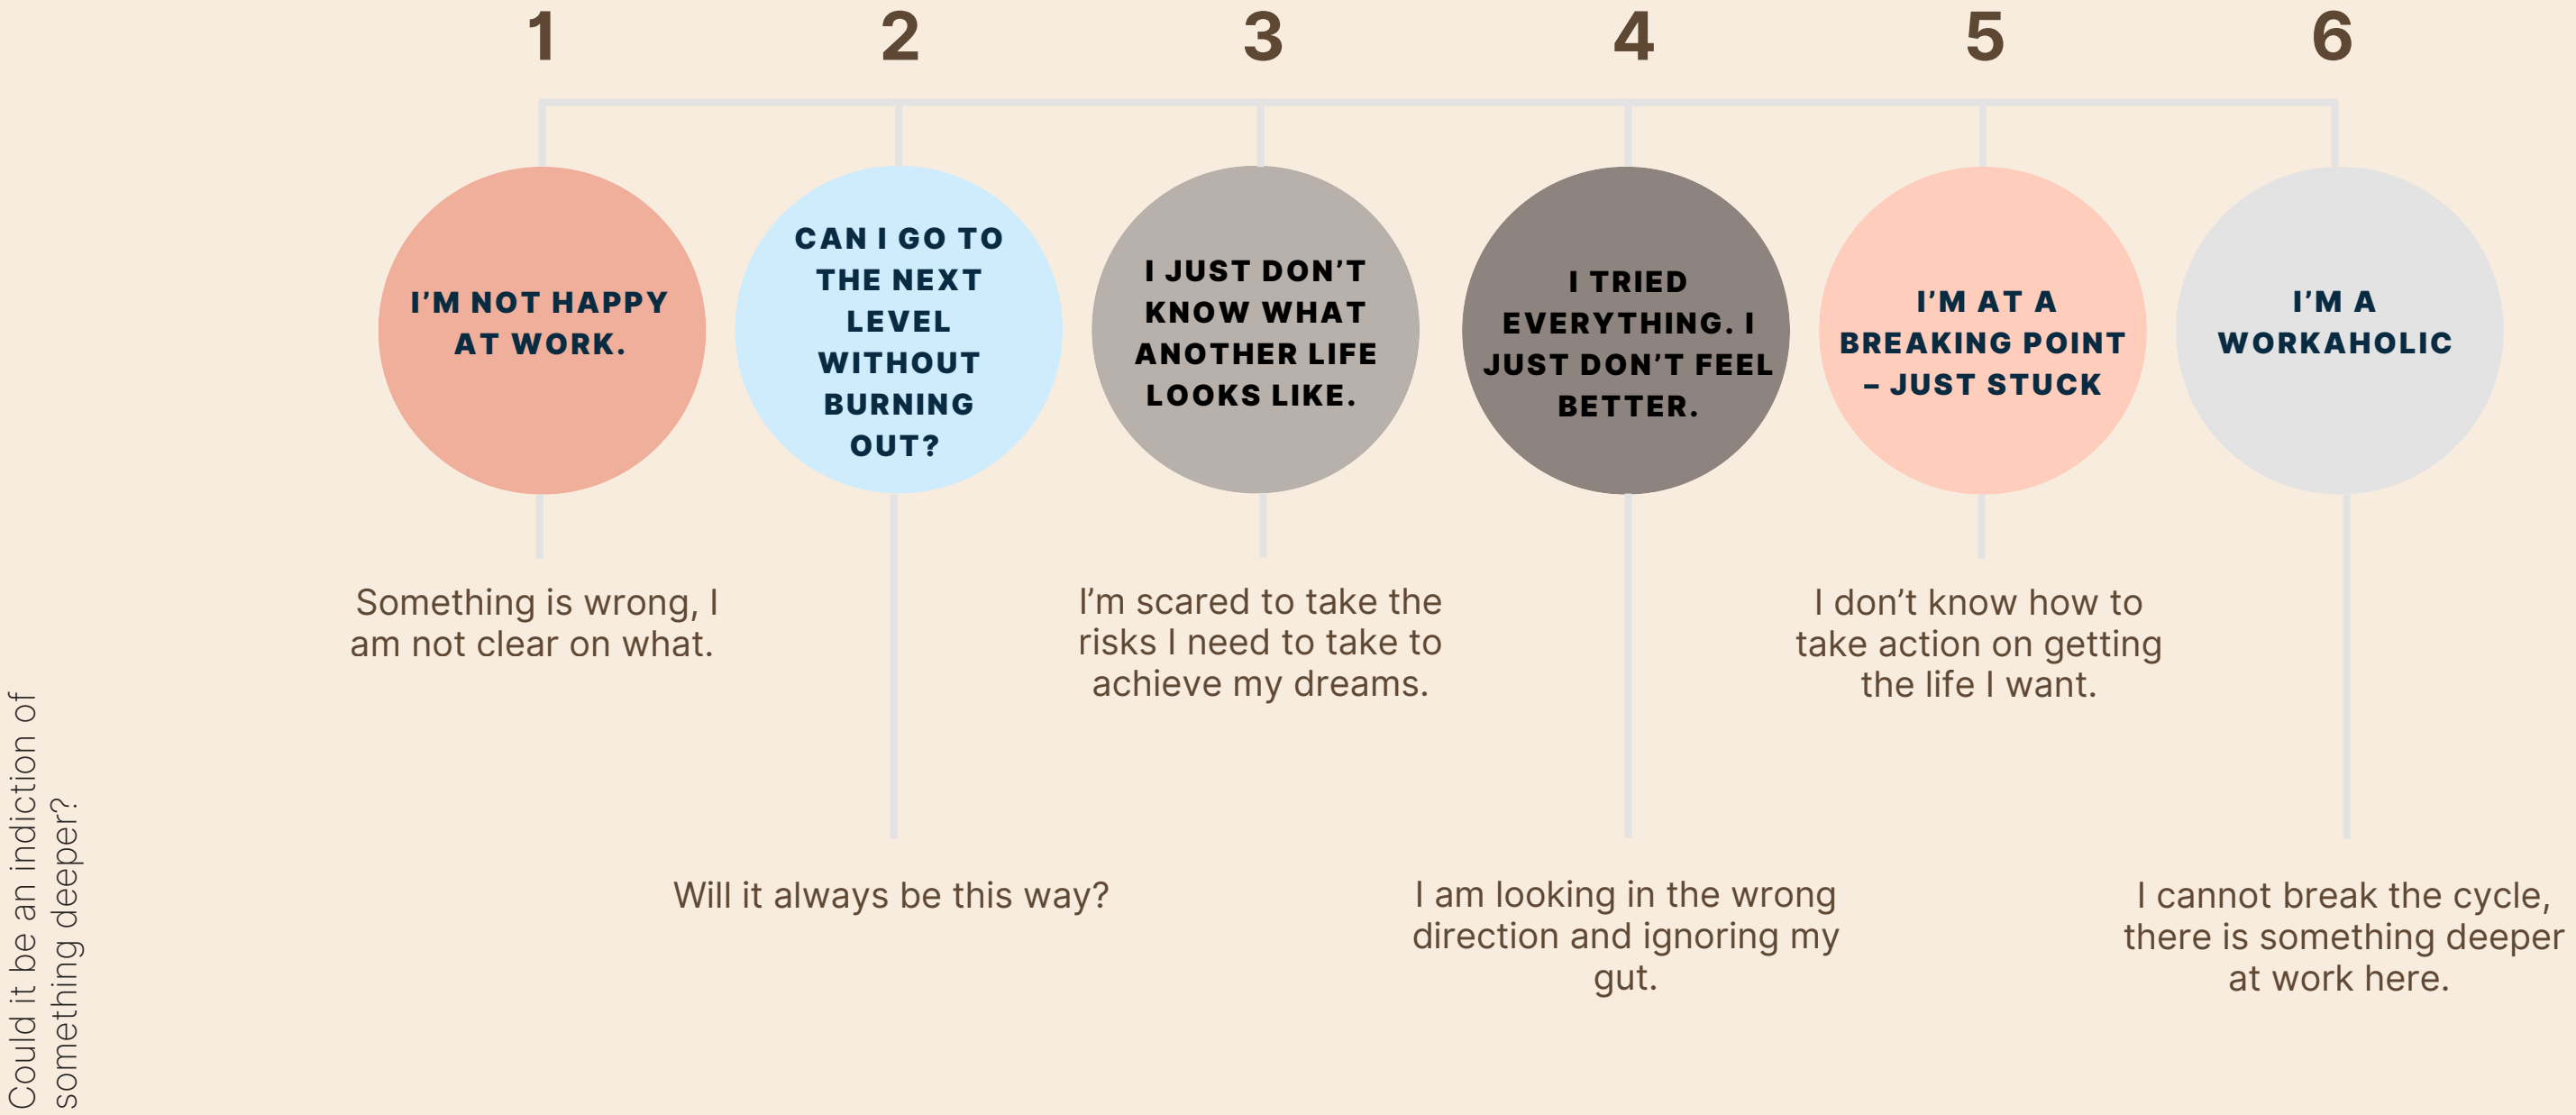 1
2
3
4
5
6
I'M NOT HAPPY
AT WORK.
CAN I GO TO
THE NEXT
LEVEL
WITHOUT
BURNING
OUT?
I JUST DON'T
KNOW WHAT
ANOTHER LIFE
LOOKS LIKE.
I TRIED
EVERYTHING. I
JUST DON'T FEEL
BETTER.
I'M AT A
BREAKING POINT
– JUST STUCK
I'M A
WORKAHOLIC
Something is wrong, I
am not clear on what.
Will it always be this way?
I'm scared to take the
risks I need to take to
achieve my dreams.
I am looking in the wrong
direction and ignoring my
gut.
I don't know how to
take action on getting
the life I want.
I cannot break the cycle,
there is something deeper
at work here.
Could it be an indiction of
something deeper?